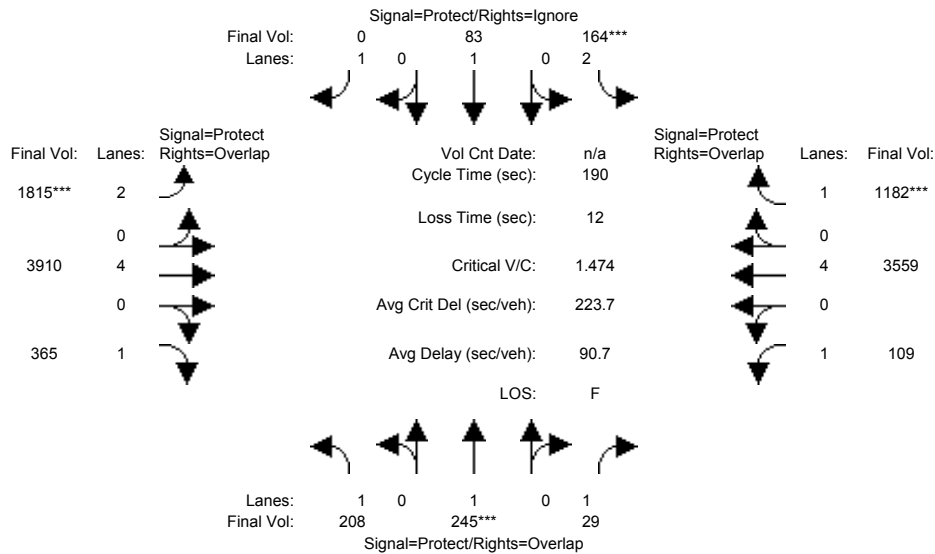 Signal=Protect/Rights=Ignore
Final Vol: 0 83 164***
Lanes: 1 0 1 0 2
Signal=Protect Signal=Protect
Final Vol: Lanes: Rights=Overlap Vol Cnt Date: n/a Rights=Overlap Lanes: Final Vol:
Cycle Time (sec): 190
1815*** 2 1 1182***
Loss Time (sec): 12
0 0
3910 4 Critical V/C: 1.474 4 3559
0 Avg Crit Del (sec/veh): 223.7 0
365 1 Avg Delay (sec/veh): 90.7 1 109
LOS: F
Lanes: 1 0 1 0 1
Final Vol: 208 245*** 29
Signal=Protect/Rights=Overlap